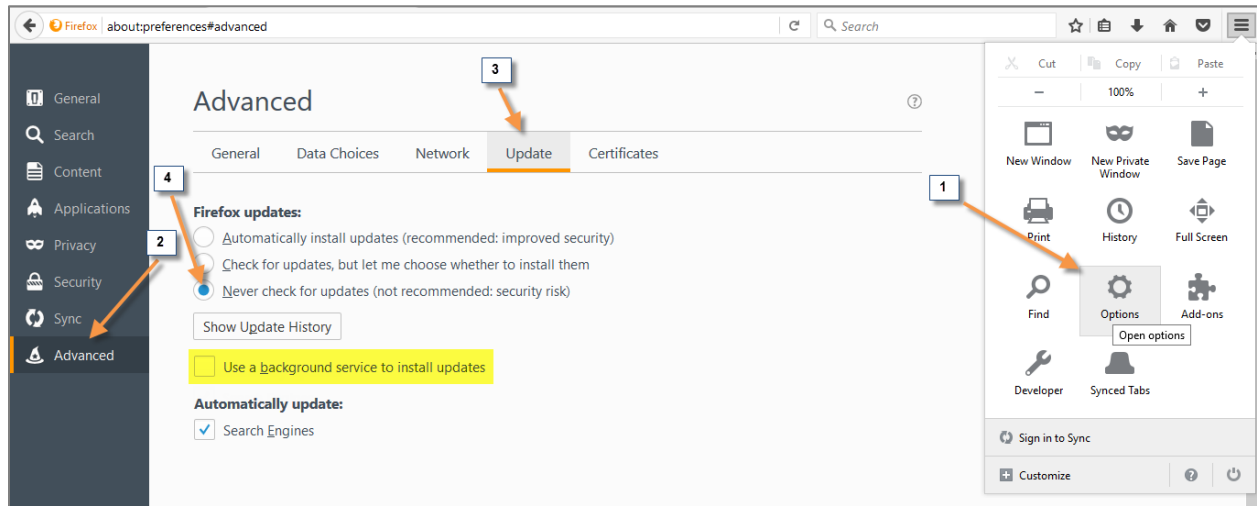 Firefox about:preferences#advanced Search
Cut Copy Paste
100%
New Window New Private Window Save Page
Print History Full Screen
Find Options Add-ons
Open options
Developer Synced Tabs
Sign in to Sync
Customize
General
Search
Content
Applications
Privacy
Security
Sync
Advanced
Advanced
General Data Choices Network Update Certificates
Firefox updates:
Automatically install updates (recommended: improved security)
Check for updates, but let me choose whether to install them
Never check for updates (not recommended: security risk)
Show Update History
Use a background service to install updates
Automatically update:
Search Engines
1
2
3
4